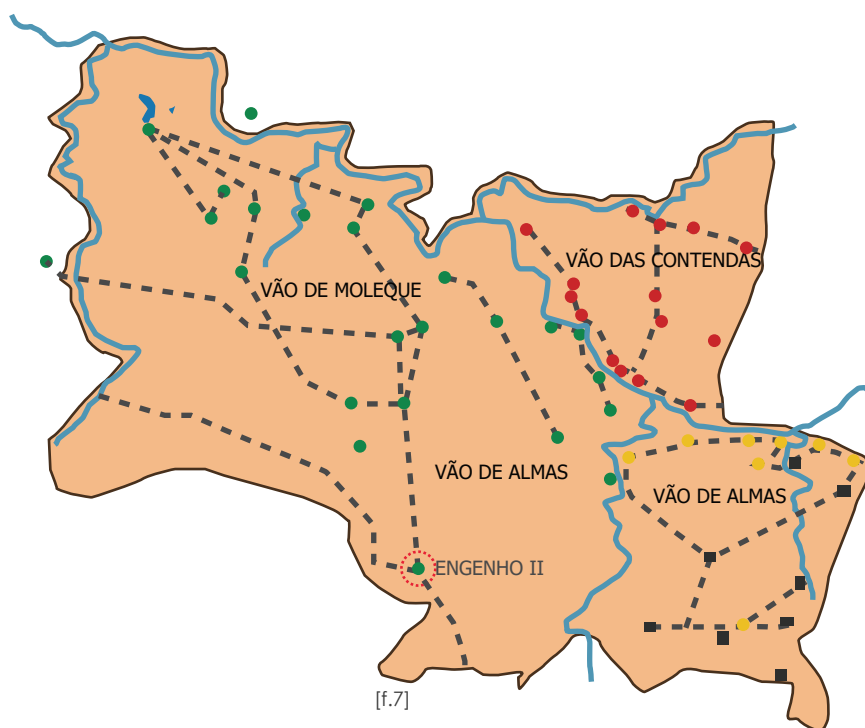 VÃO DAS CONTENDAS
VÃO DE MOLEQUE
VÃO DE ALMAS
VÃO DE ALMAS
ENGENHO II
[f.7]